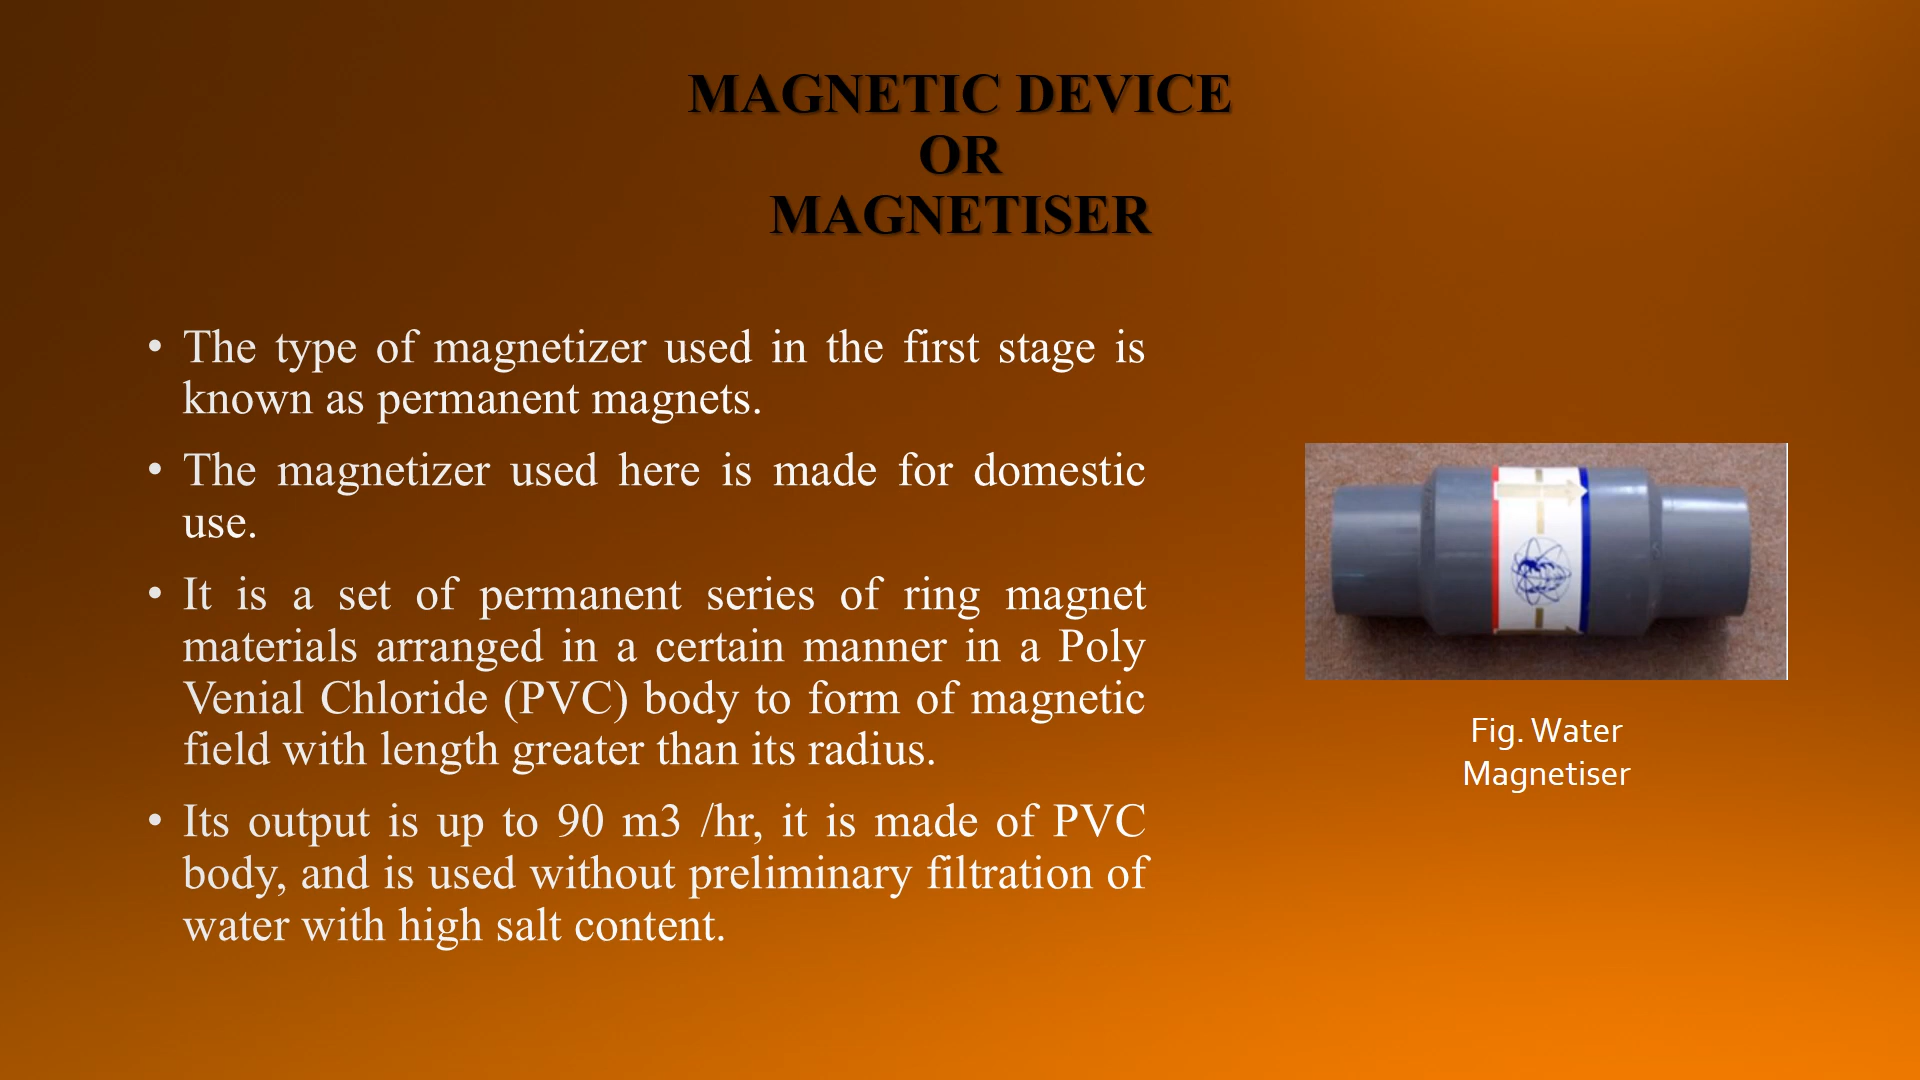 MAGNETIC DEVICE
OR
MAGNETISER
• The type of magnetizer used in the first stage is
known as permanent magnets.
• The magnetizer used here is made for domestic
use.
• It is a set of permanent series of ring magnet
materials arranged in a certain manner in a Poly
Venial Chloride (PVC) body to form of magnetic
field with length greater than its radius.
• Its output is up to 90 m3 /hr, it is made of PVC
body, and is used without preliminary filtration of
water with high salt content.
Fig. Water
Magnetiser